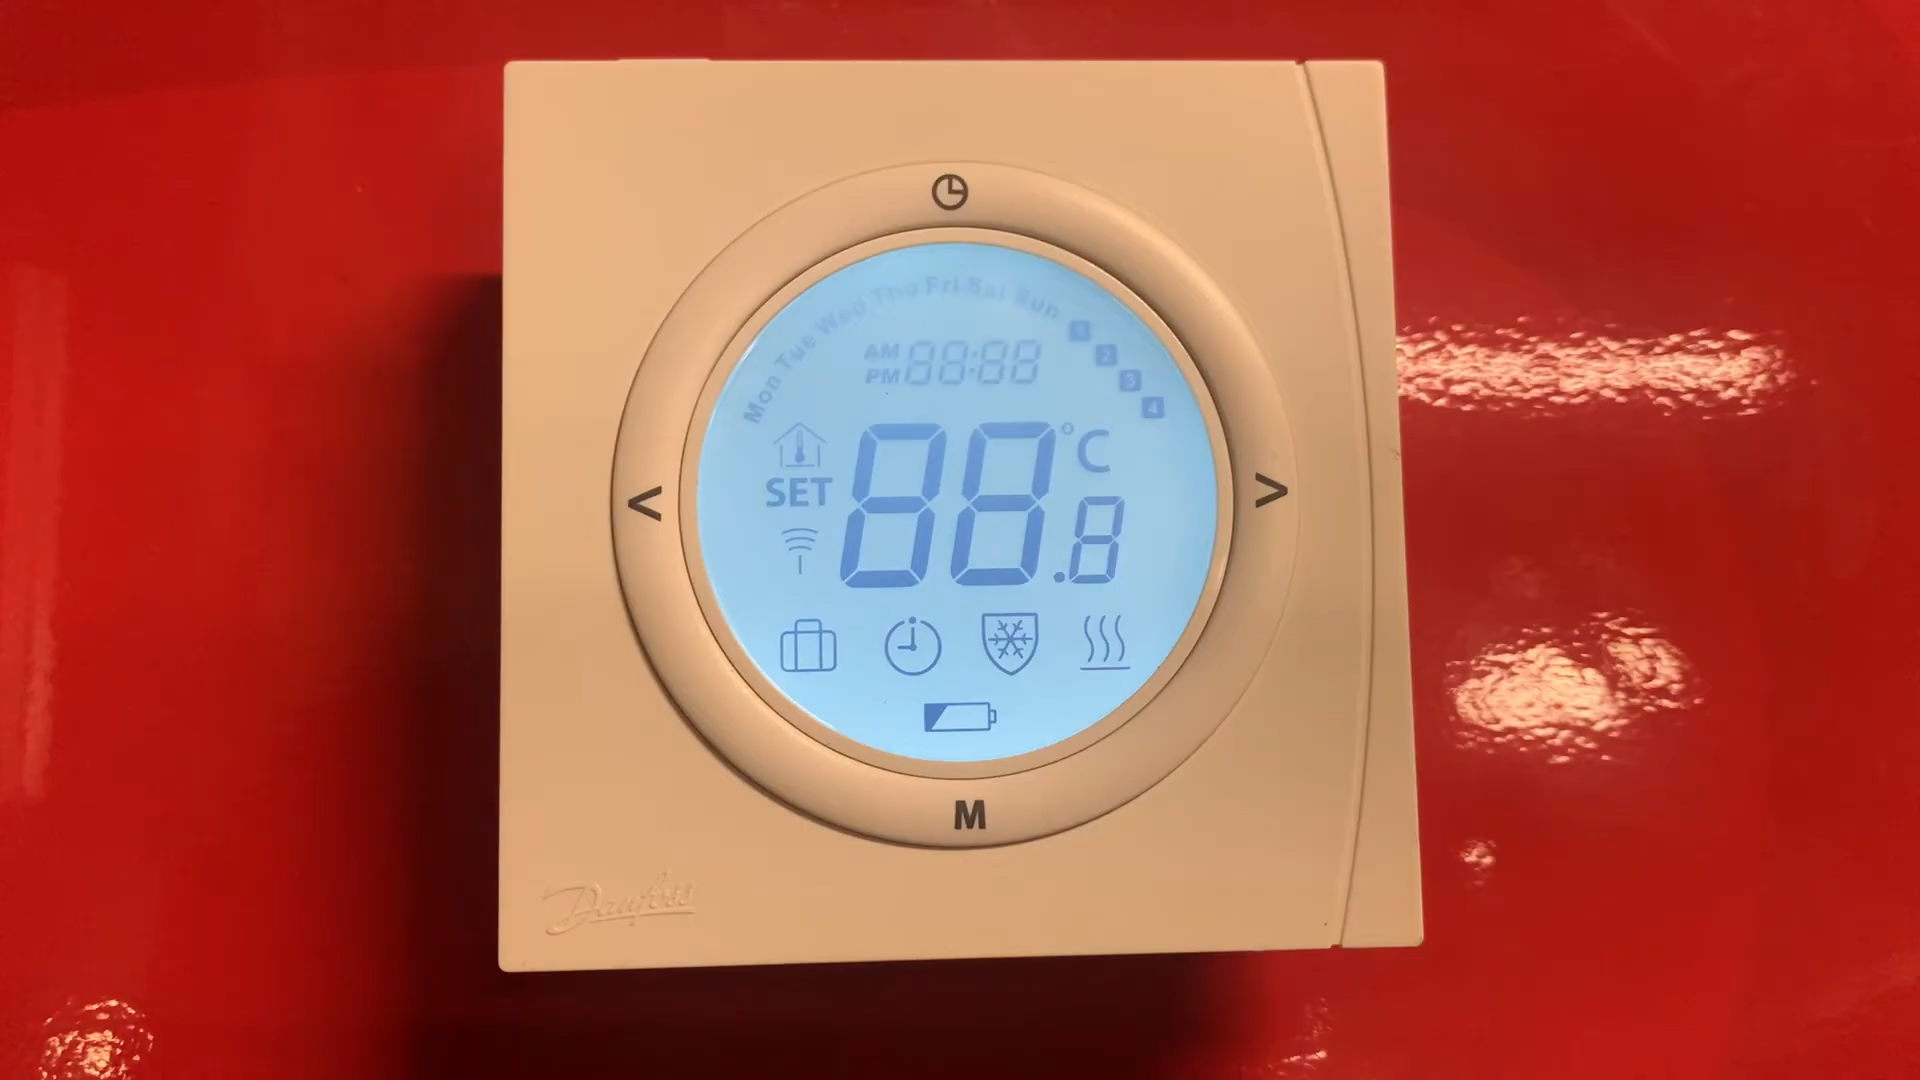 Mon Tue Wed Thu Fri Sat Sun
1
2
3
4
AM 88:88
PM
88.8 °C
SET
<
>
M
Danfoss